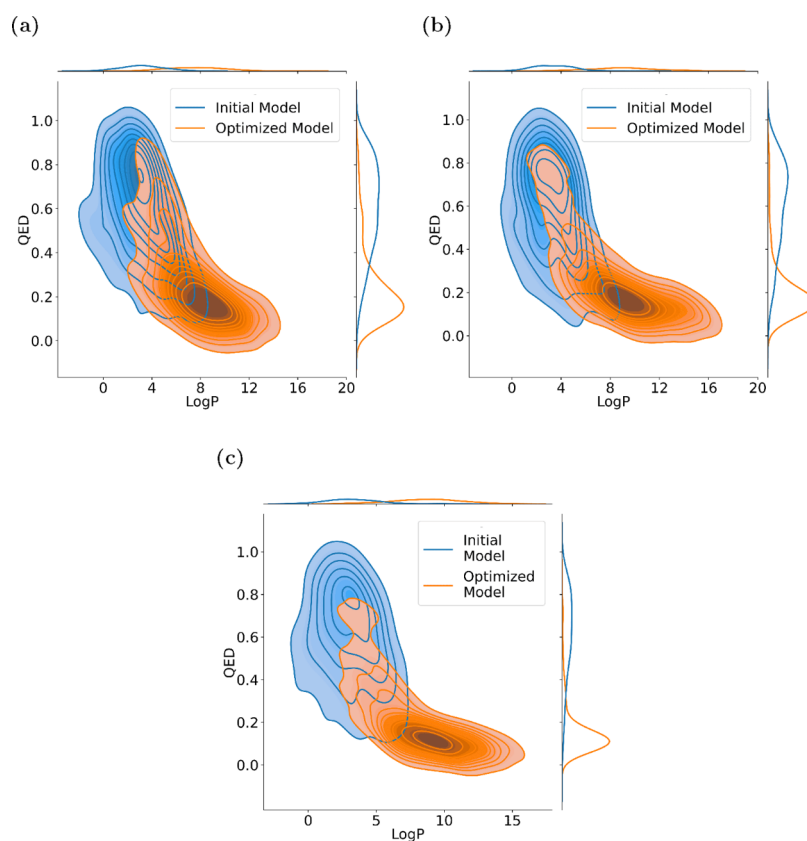 (a)
Initial Model
Optimized Model
QED
1.0
0.8
0.6
0.4
0.2
0.0
0 4 8 12 16 20
LogP
(b)
Initial Model
Optimized Model
QED
1.0
0.8
0.6
0.4
0.2
0.0
0 4 8 12 16 20
LogP
(c)
Initial
Model
Optimized
Model
QED
1.0
0.8
0.6
0.4
0.2
0.0
0 5 10 15
LogP